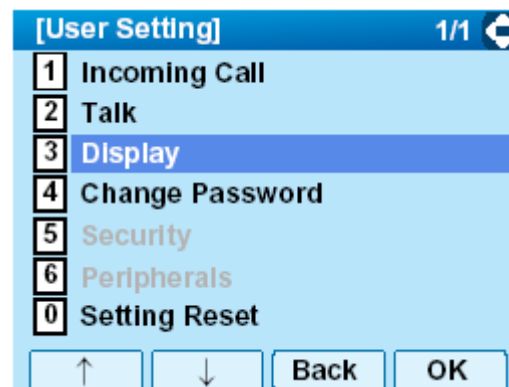 [User Setting] 1/1
1 Incoming Call
2 Talk
3 Display
4 Change Password
5 Security
6 Peripherals
0 Setting Reset
↑ ↓ Back OK